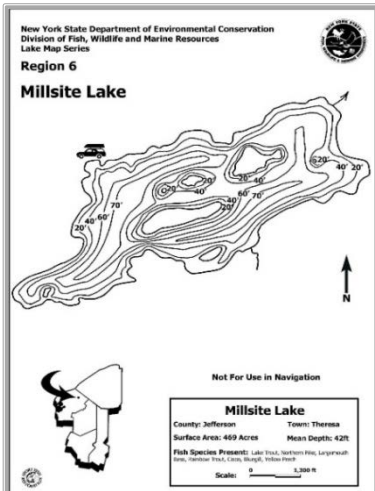 New York State Department of Environmental Conservation
Division of Fish, Wildlife and Marine Resources
Lake Map Series
Region 6
Millsite Lake
20'
40'
20'
40'
20'
20'
40'
20'
40'
70'
60'
40'
20'
60'
70'
40'
20'
60'
40'
20'
70'
N
Not For Use in Navigation
Millsite Lake
County: Jefferson Town: Theresa
Surface Area: 469 Acres Mean Depth: 42ft
Fish Species Present: Lake Trout, Northern Pike, Largemouth
Bass, Rainbow Trout, Cisco, Bluegill, Yellow Perch
Scale: 0 1,300 ft